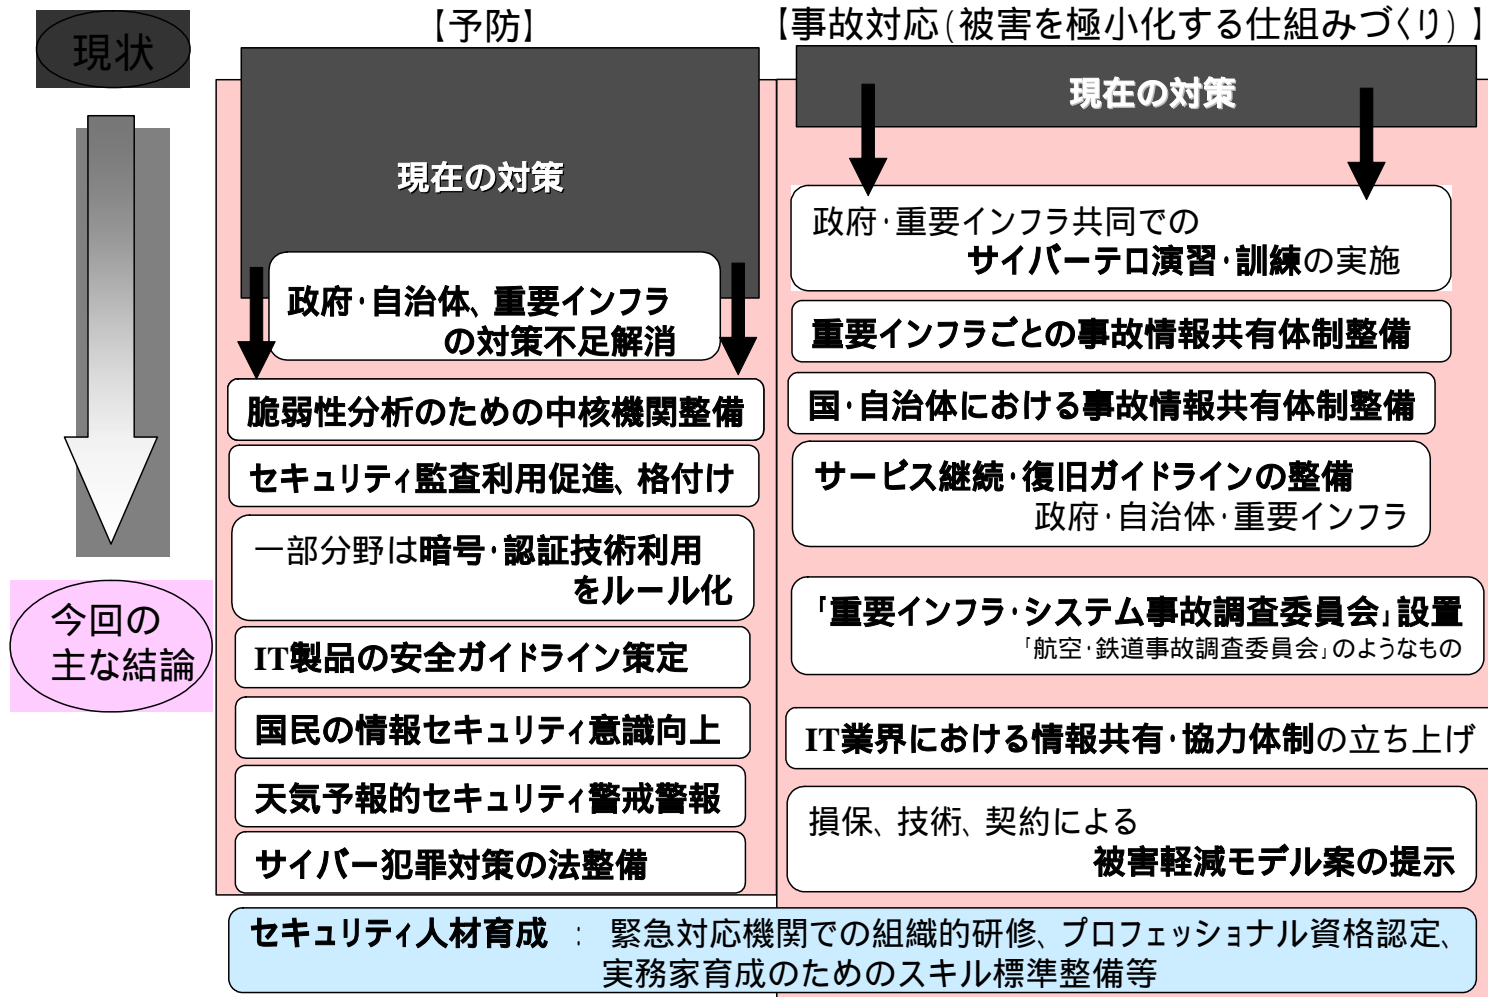 現状
【予防】
現在の対策
政府・自治体、重要インフラ
の対策不足解消
脆弱性分析のための中核機関整備
セキュリティ監査利用促進、格付け
一部分野は暗号・認証技術利用
をルール化
IT製品の安全ガイドライン策定
国民の情報セキュリティ意識向上
天気予報的セキュリティ警戒警報
サイバー犯罪対策の法整備
【事故対応(被害を極小化する仕組みづくり)】
現在の対策
政府・重要インフラ共同での
サイバーテロ演習・訓練の実施
重要インフラごとの事故情報共有体制整備
国・自治体における事故情報共有体制整備
サービス継続・復旧ガイドラインの整備
政府・自治体・重要インフラ
「重要インフラ・システム事故調査委員会」設置
「航空・鉄道事故調査委員会」のようなもの
IT業界における情報共有・協力体制の立ち上げ
損保、技術、契約による
被害軽減モデル案の提示
今回の
主な結論
セキュリティ人材育成 : 緊急対応機関での組織的研修、プロフェッショナル資格認定、
実務家育成のためのスキル標準整備等